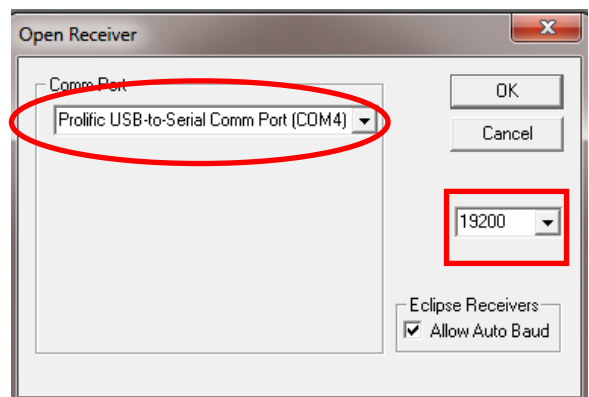 Open Receiver
Comm Port
Prolific USB-to-Serial Comm Port (COM4)
OK
Cancel
19200
Eclipse Receivers
Allow Auto Baud